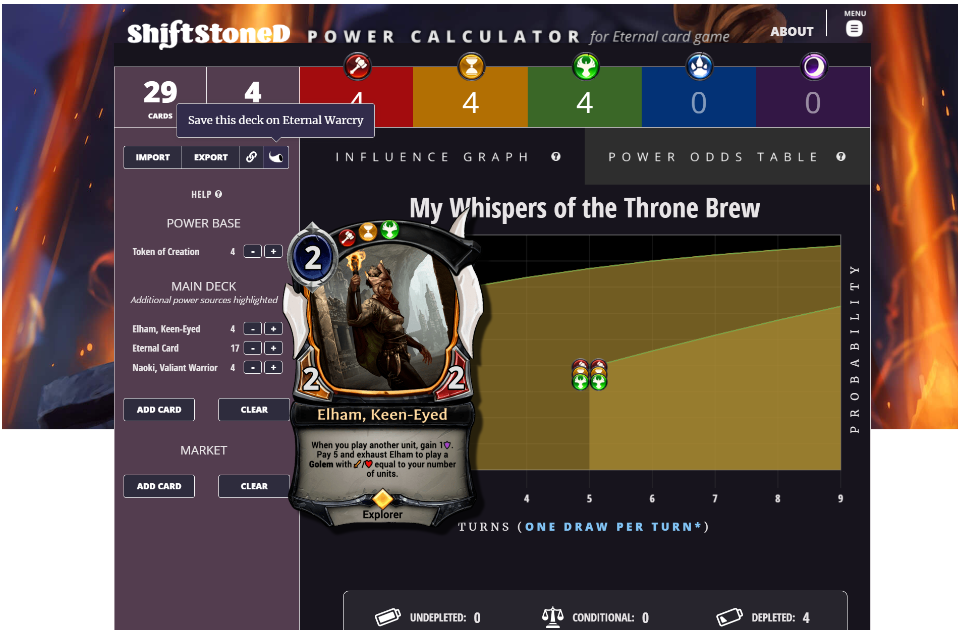 ShiftStoneD POWER CALCULATOR for Eternal card game
ABOUT
MENU
29
CARDS
4
4
4
4
0
0
Save this deck on Eternal Warcry
IMPORT
EXPORT
INFLUENCE GRAPH ?
POWER ODDS TABLE ?
HELP ?
POWER BASE
Token of Creation 4 - +
MAIN DECK
Additional power sources highlighted
Elham, Keen-Eyed 4 - +
Eternal Card 17 - +
Naoki, Valiant Warrior 4 - +
ADD CARD
CLEAR
MARKET
ADD CARD
CLEAR
My Whispers of the Throne Brew
2
2
2
Elham, Keen-Eyed
When you play another unit, gain 1.
Pay 5 and exhaust Elham to play a
Golem with / equal to your number
of units.
Explorer
PROBABILITY
4 5 6 7 8 9
TURNS (ONE DRAW PER TURN*)
UNDEPLETED: 0
CONDITIONAL: 0
DEPLETED: 4